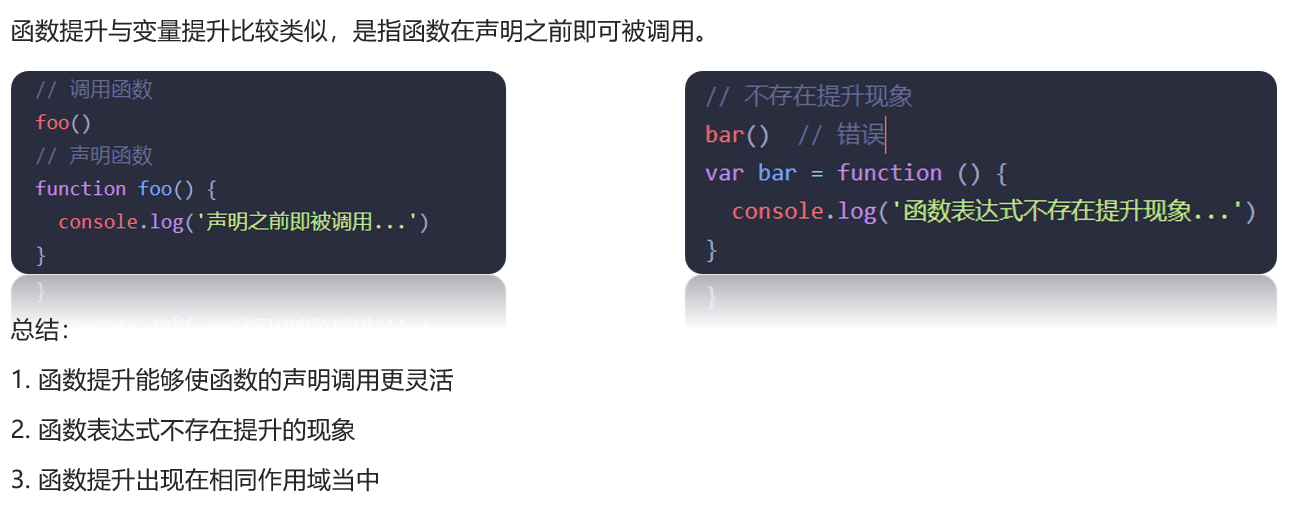 函数提升与变量提升比较类似，是指函数在声明之前即可被调用。
// 调用函数
foo()
// 声明函数
function foo() {
  console.log('声明之前即被调用...')
}
// 不存在提升现象
bar()  // 错误
var bar = function () {
  console.log('函数表达式不存在提升现象...')
}
总结：
1. 函数提升能够使函数的声明调用更灵活
2. 函数表达式不存在提升的现象
3. 函数提升出现在相同作用域当中